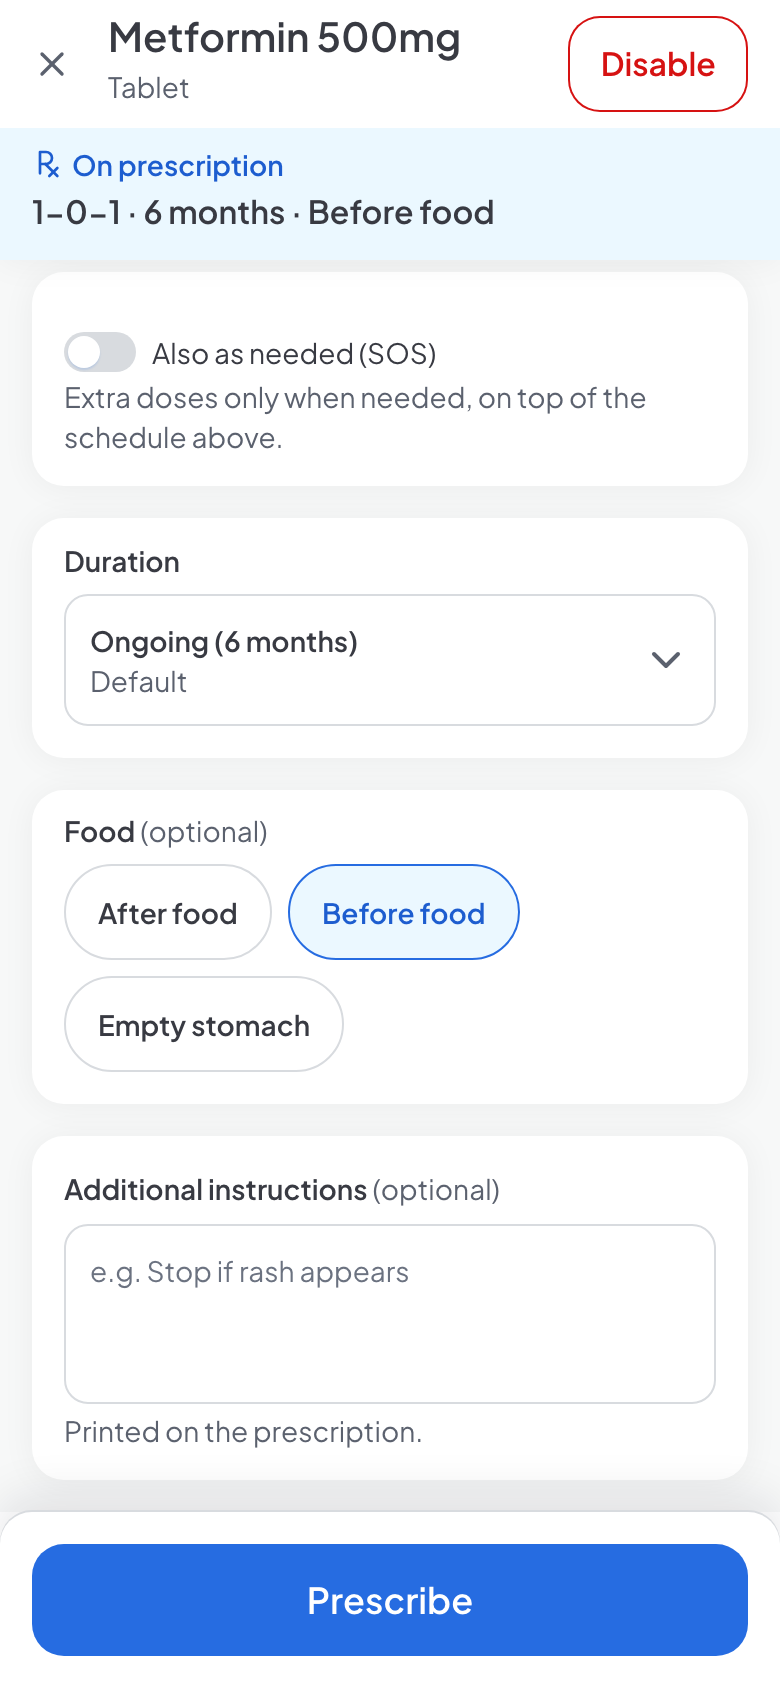 Metformin 500mg
Tablet
Disable
On prescription
1–0–1 · 6 months · Before food
Also as needed (SOS)
Extra doses only when needed, on top of the
schedule above.
Duration
Ongoing (6 months)
Default
Food (optional)
After food
Before food
Empty stomach
Additional instructions (optional)
e.g. Stop if rash appears
Printed on the prescription.
Prescribe